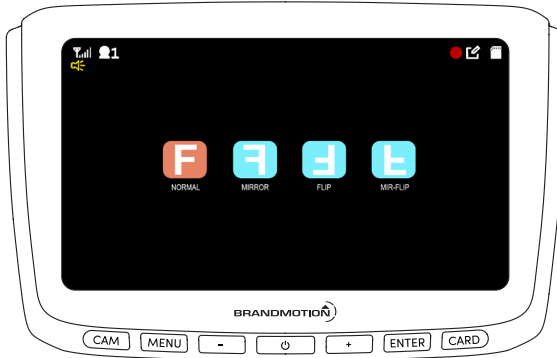 1
F F F F
NORMAL MIRROR FLIP MIR-FLIP
BRANDMOTION
CAM MENU - + ENTER CARD